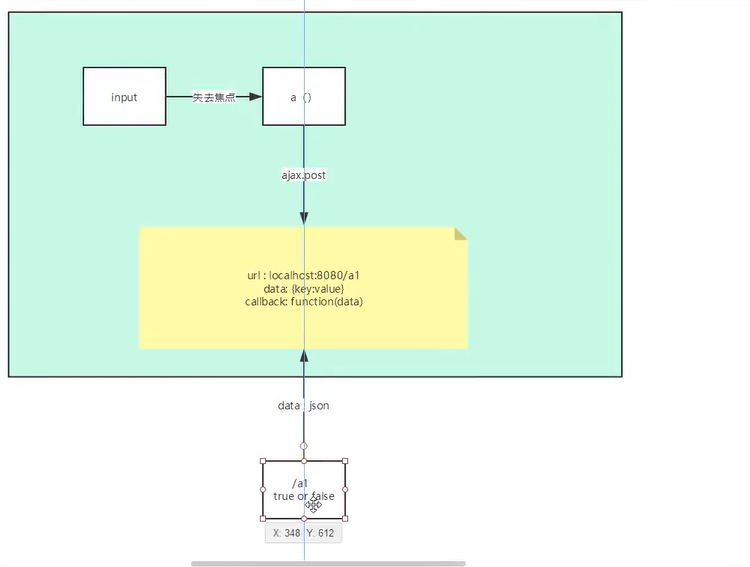 input
失去焦点
a（）
ajax.post
url : localhost:8080/a1
data: {key:value}
callback: function(data)
data : json
/a1
true or false
X: 348 Y: 612